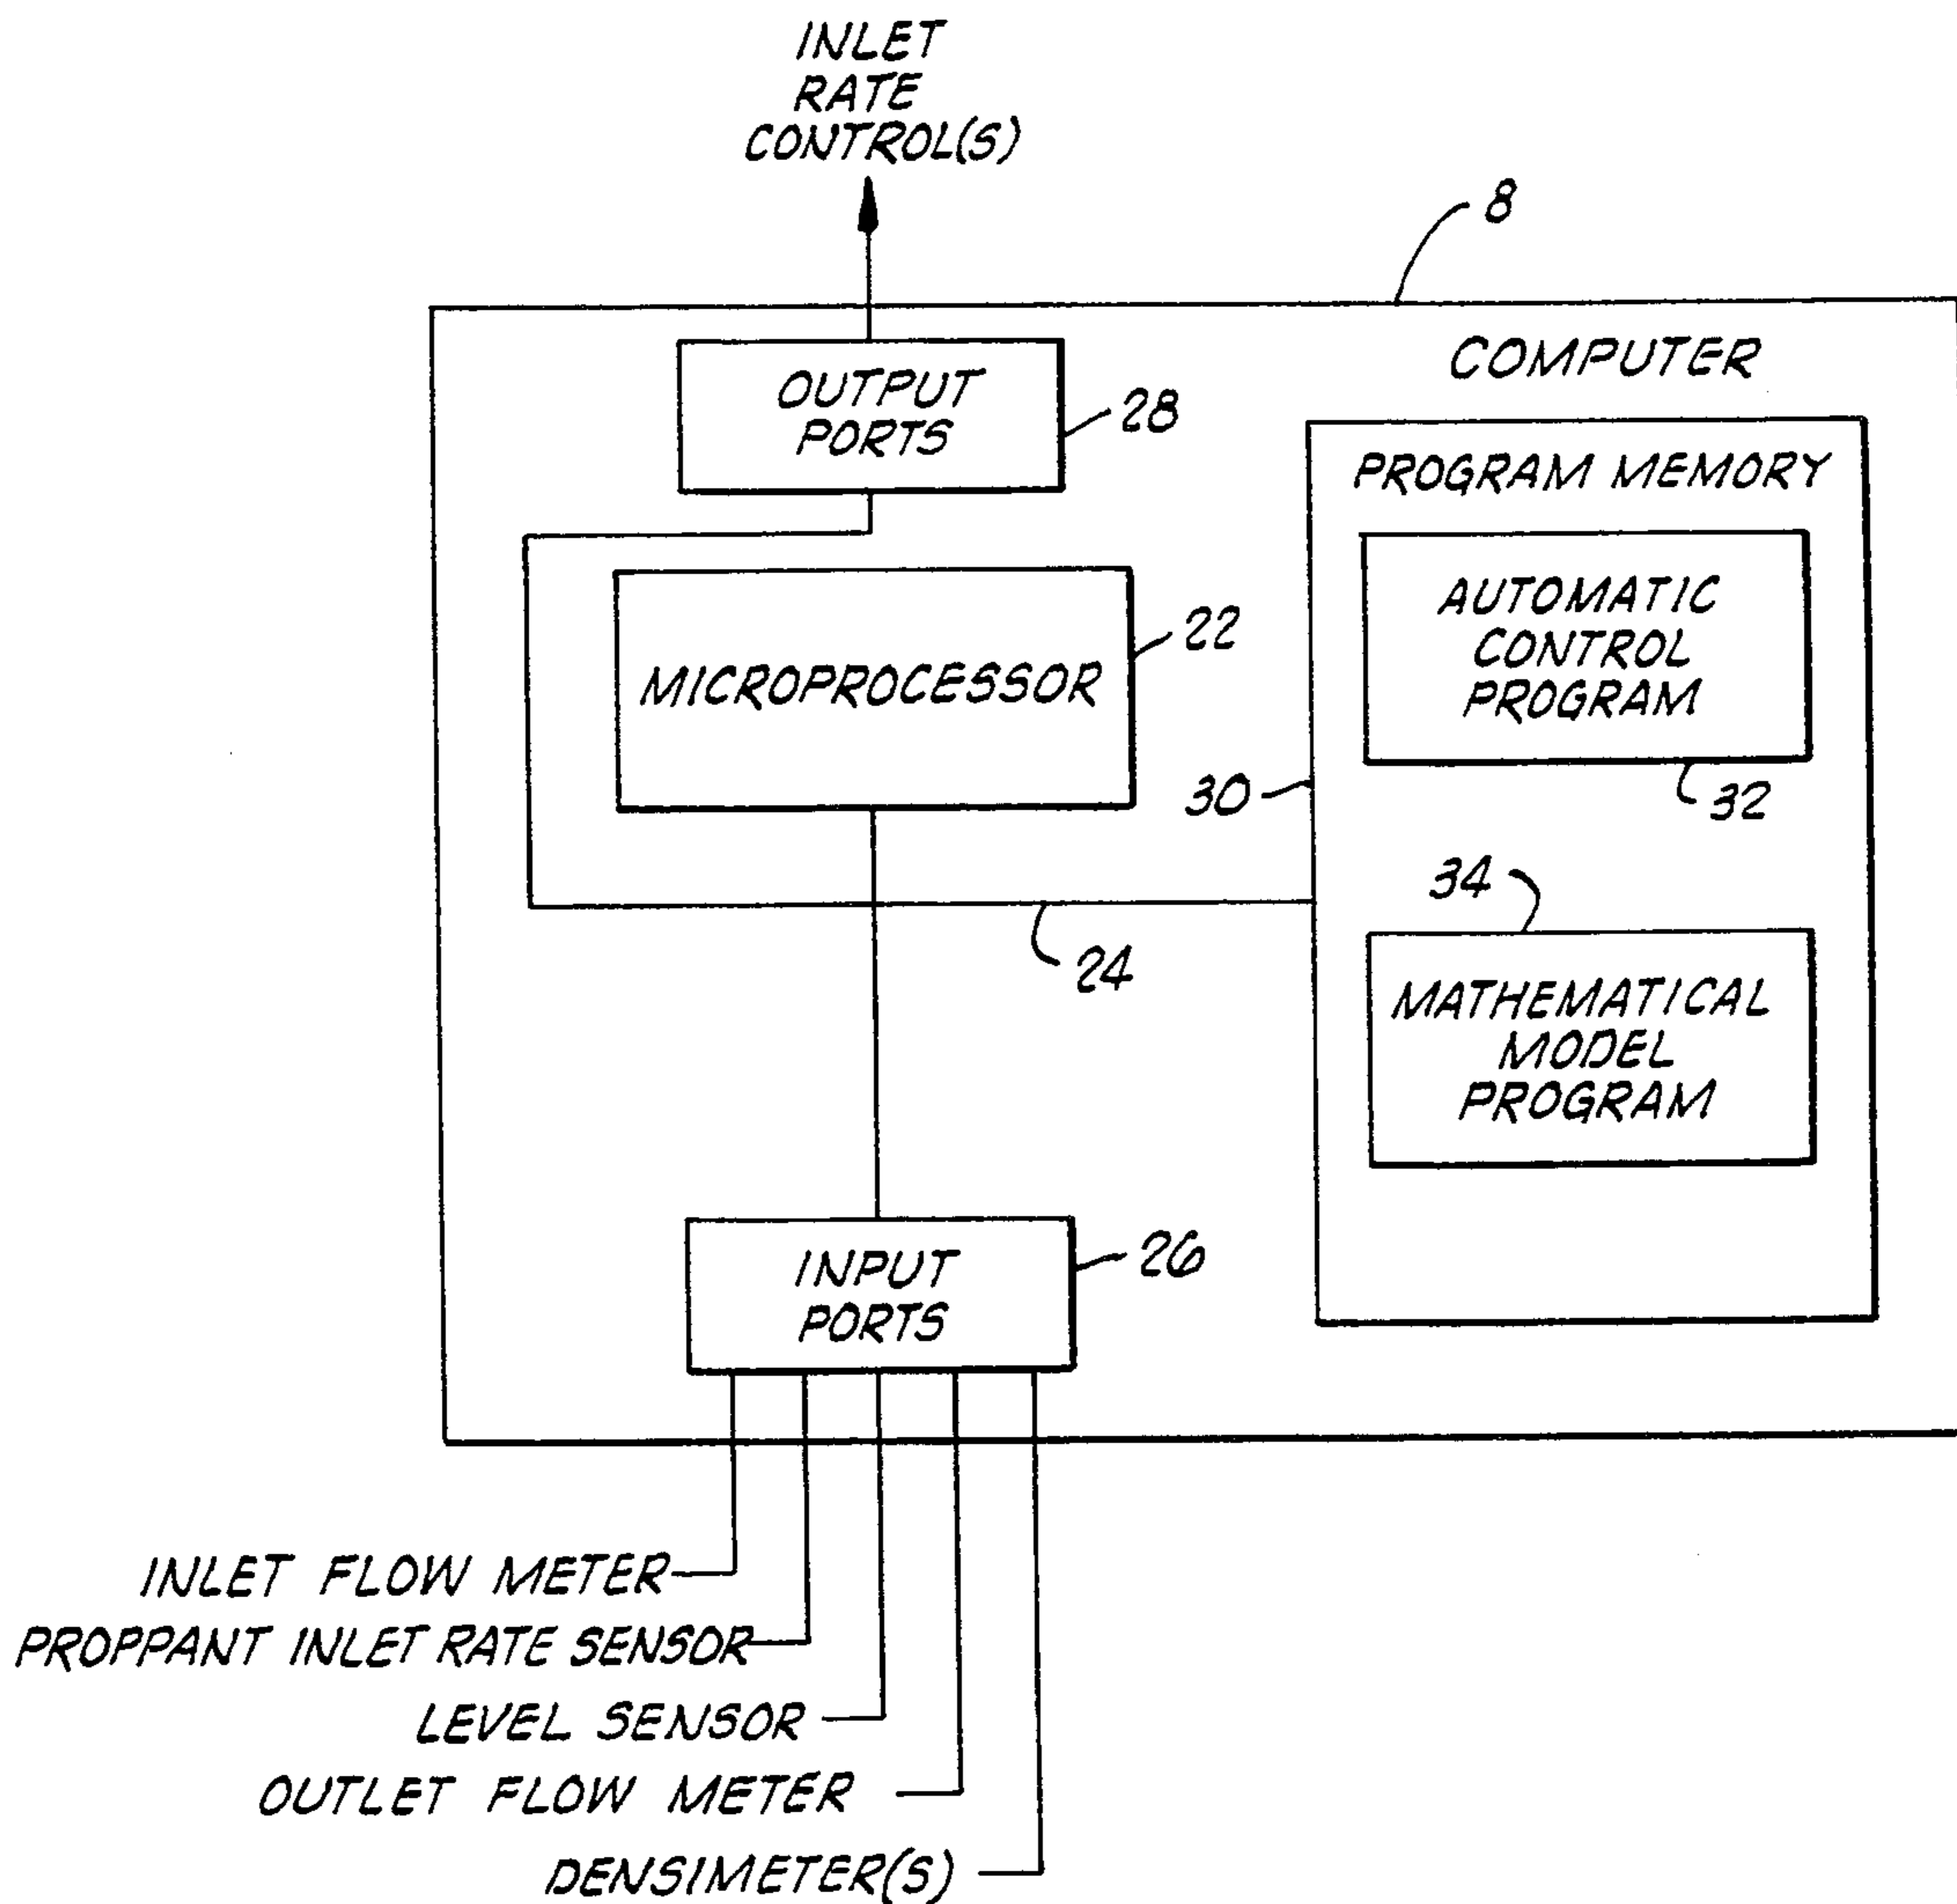 INLET
RATE
CONTROL(S)
8
COMPUTER
OUTPUT
PORTS
28
PROGRAM MEMORY
AUTOMATIC
CONTROL
PROGRAM
32
MICROPROCESSOR
22
30
34
24
MATHEMATICAL
MODEL
PROGRAM
INPUT
PORTS
26
INLET FLOW METER
PROPPANT INLET RATE SENSOR
LEVEL SENSOR
OUTLET FLOW METER
DENSIMETER(S)